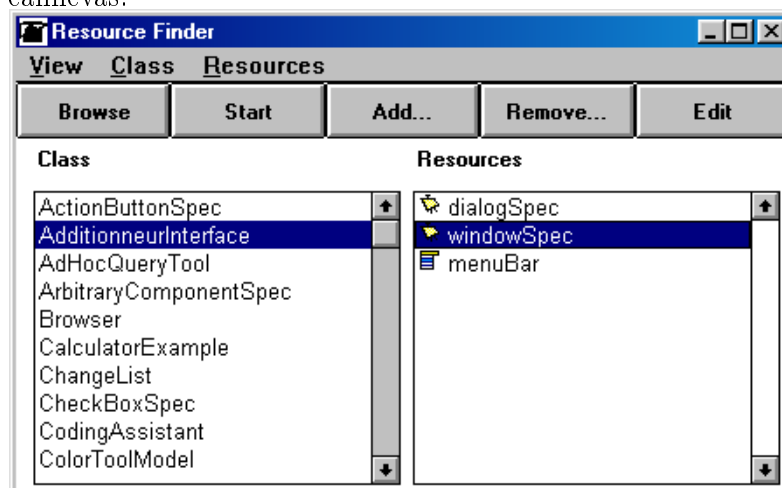 cannevas.
Resource Finder
View Class Resources
Browse Start Add... Remove... Edit
Class Resources
ActionButtonSpec
AdditionneurInterface
AdHocQueryTool
ArbitraryComponentSpec
Browser
CalculatorExample
ChangeList
CheckBoxSpec
CodingAssistant
ColorToolModel
dialogSpec
windowSpec
menuBar